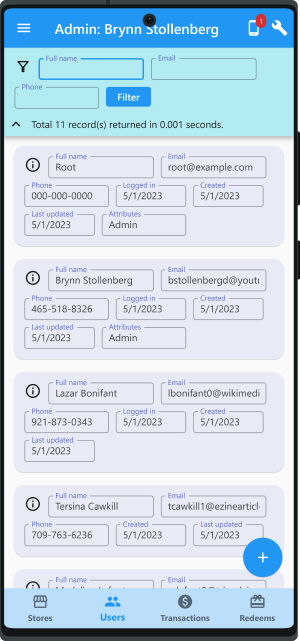 Admin: Brynn Stollenberg
1
Full name
Email
Phone
Filter
Total 11 record(s) returned in 0.001 seconds.
Full name Email
Root root@example.com
Phone Logged in Created
000-000-0000 5/1/2023 5/1/2023
Last updated Attributes
5/1/2023 Admin
Full name Email
Brynn Stollenberg bstollenbergd@yout
Phone Logged in Created
465-518-8326 5/1/2023 5/1/2023
Last updated Attributes
5/1/2023 Admin
Full name Email
Lazar Bonifant lbonifant0@wikimedi
Phone Logged in Created
921-873-0343 5/1/2023 5/1/2023
Last updated
5/1/2023
Full name Email
Tersina Cawkill tcawkill1@ezinearticl
Phone Created Last updated
709-763-6236 5/1/2023 5/1/2023
Full name Email
Stores Users Transactions Redeems